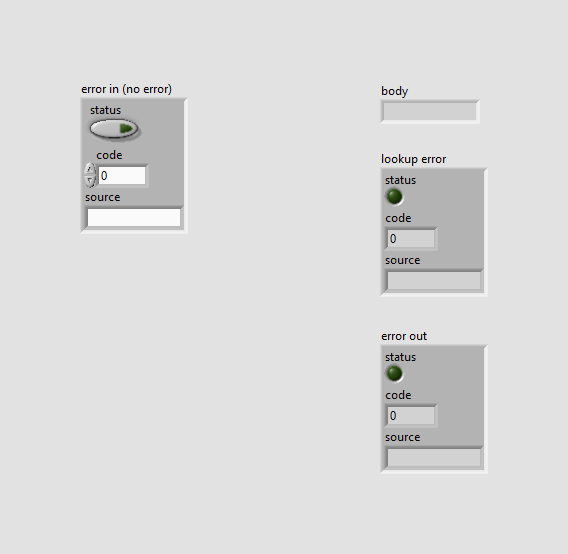 error in (no error)
status
code
0
source
body
lookup error
status
code
0
source
error out
status
code
0
source